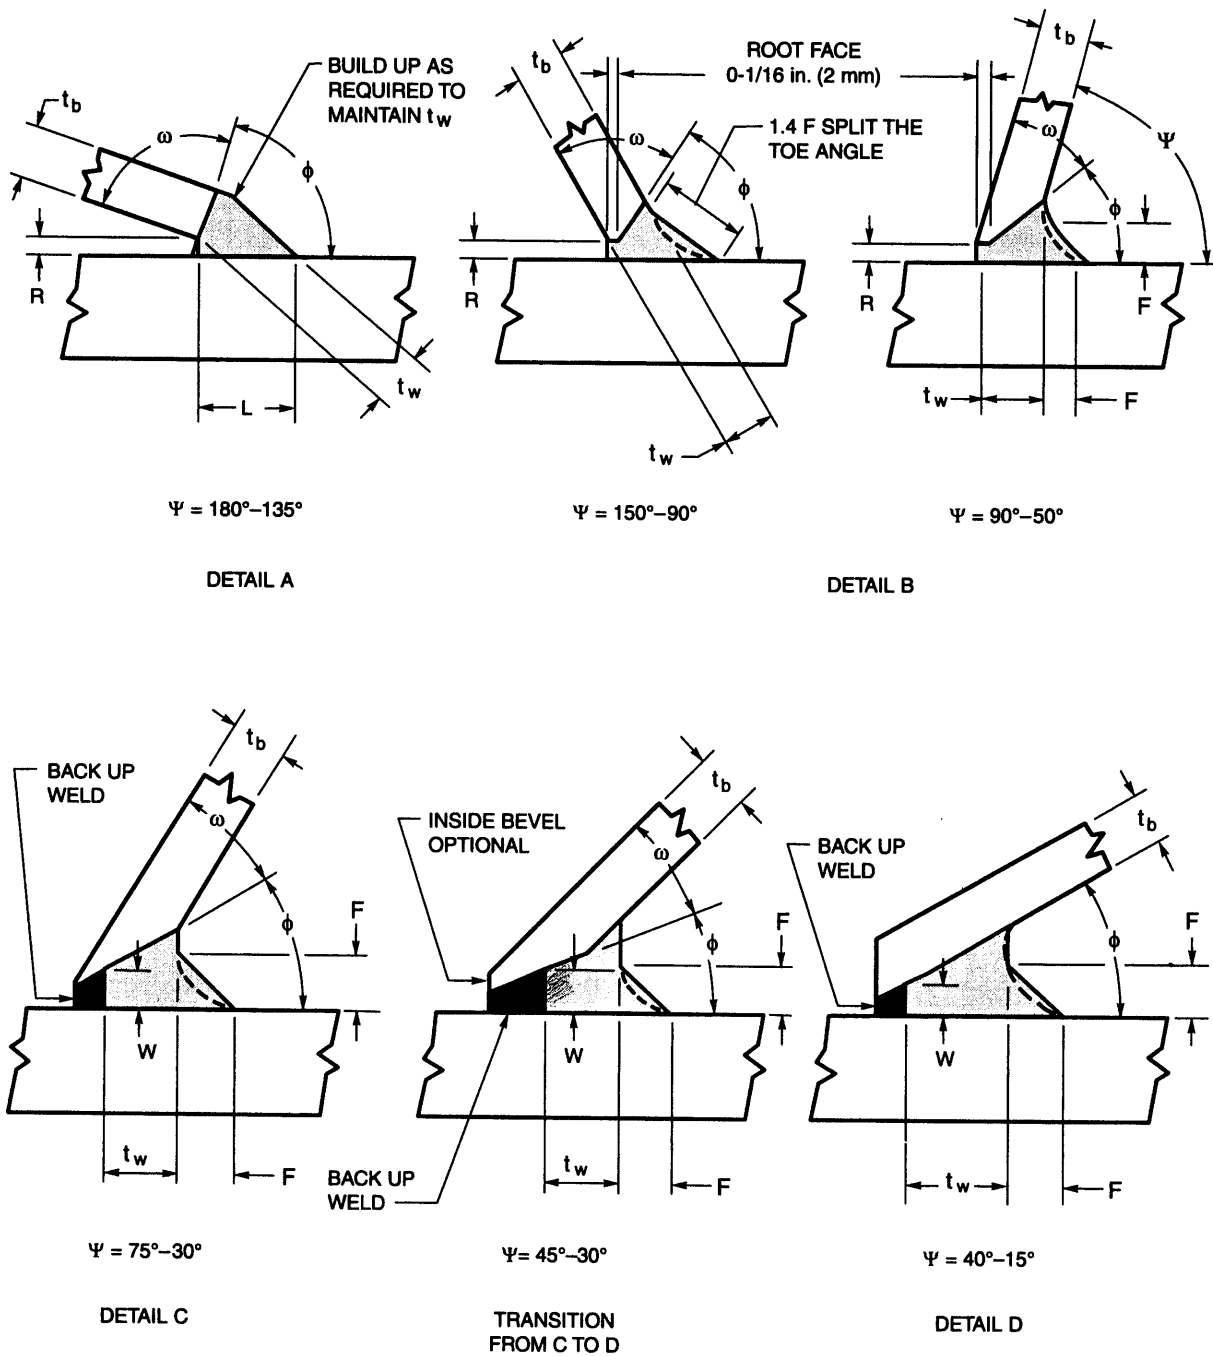 BUILD UP AS
REQUIRED TO
MAINTAIN tw
tb
ω
ϕ
R
L
tw
Ψ = 180°–135°
DETAIL A
ROOT FACE
0-1/16 in. (2 mm)
1.4 F SPLIT THE
TOE ANGLE
tb
ω
ϕ
R
tw
Ψ = 150°–90°
tb
ω
Ψ
ϕ
R
F
tw
F
Ψ = 90°–50°
DETAIL B
BACK UP
WELD
tb
ω
ϕ
F
W
tw
F
Ψ = 75°–30°
DETAIL C
INSIDE BEVEL
OPTIONAL
tb
ω
ϕ
F
W
tw
F
BACK UP
WELD
Ψ= 45°–30°
TRANSITION
FROM C TO D
BACK UP
WELD
tb
ϕ
F
W
tw
F
Ψ = 40°–15°
DETAIL D